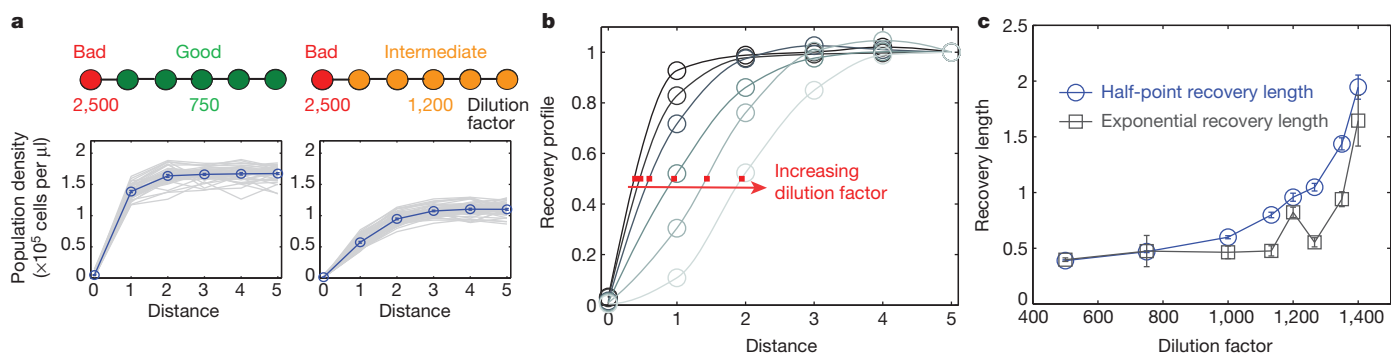 a
Bad Good
2,500 750
Bad Intermediate
2,500 1,200 Dilution
factor
Population density
(×10⁵ cells per µl)
2
1.5
1
0.5
0
0 1 2 3 4 5
Distance
2
1.5
1
0.5
0
0 1 2 3 4 5
Distance
b
Recovery profile
1
0.8
0.6
0.4
0.2
0
0 1 2 3 4 5
Distance
Increasing
dilution factor
c
Recovery length
2.5
2
1.5
1
0.5
0
400 600 800 1,000 1,200 1,400
Dilution factor
Half-point recovery length
Exponential recovery length